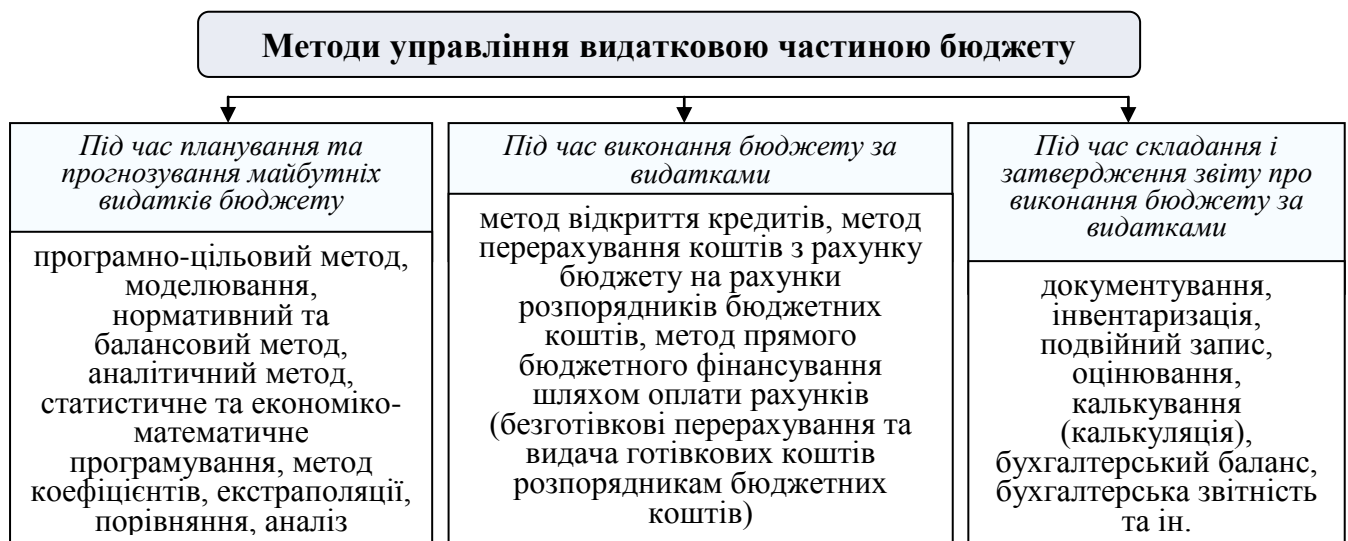 Методи управління видатковою частиною бюджету
Під час планування та
прогнозування майбутніх
видатків бюджету
програмно-цільовий метод,
моделювання,
нормативний та
балансовий метод,
аналітичний метод,
статистичне та економіко-
математичне
програмування, метод
коефіцієнтів, екстраполяції,
порівняння, аналіз
Під час виконання бюджету за
видатками
метод відкриття кредитів, метод
перерахування коштів з рахунку
бюджету на рахунки
розпорядників бюджетних
коштів, метод прямого
бюджетного фінансування
шляхом оплати рахунків
(безготівкові перерахування та
видача готівкових коштів
розпорядникам бюджетних
коштів)
Під час складання і
затвердження звіту про
виконання бюджету за
видатками
документування,
інвентаризація,
подвійний запис,
оцінювання,
калькування
(калькуляція),
бухгалтерський баланс,
бухгалтерська звітність
та ін.